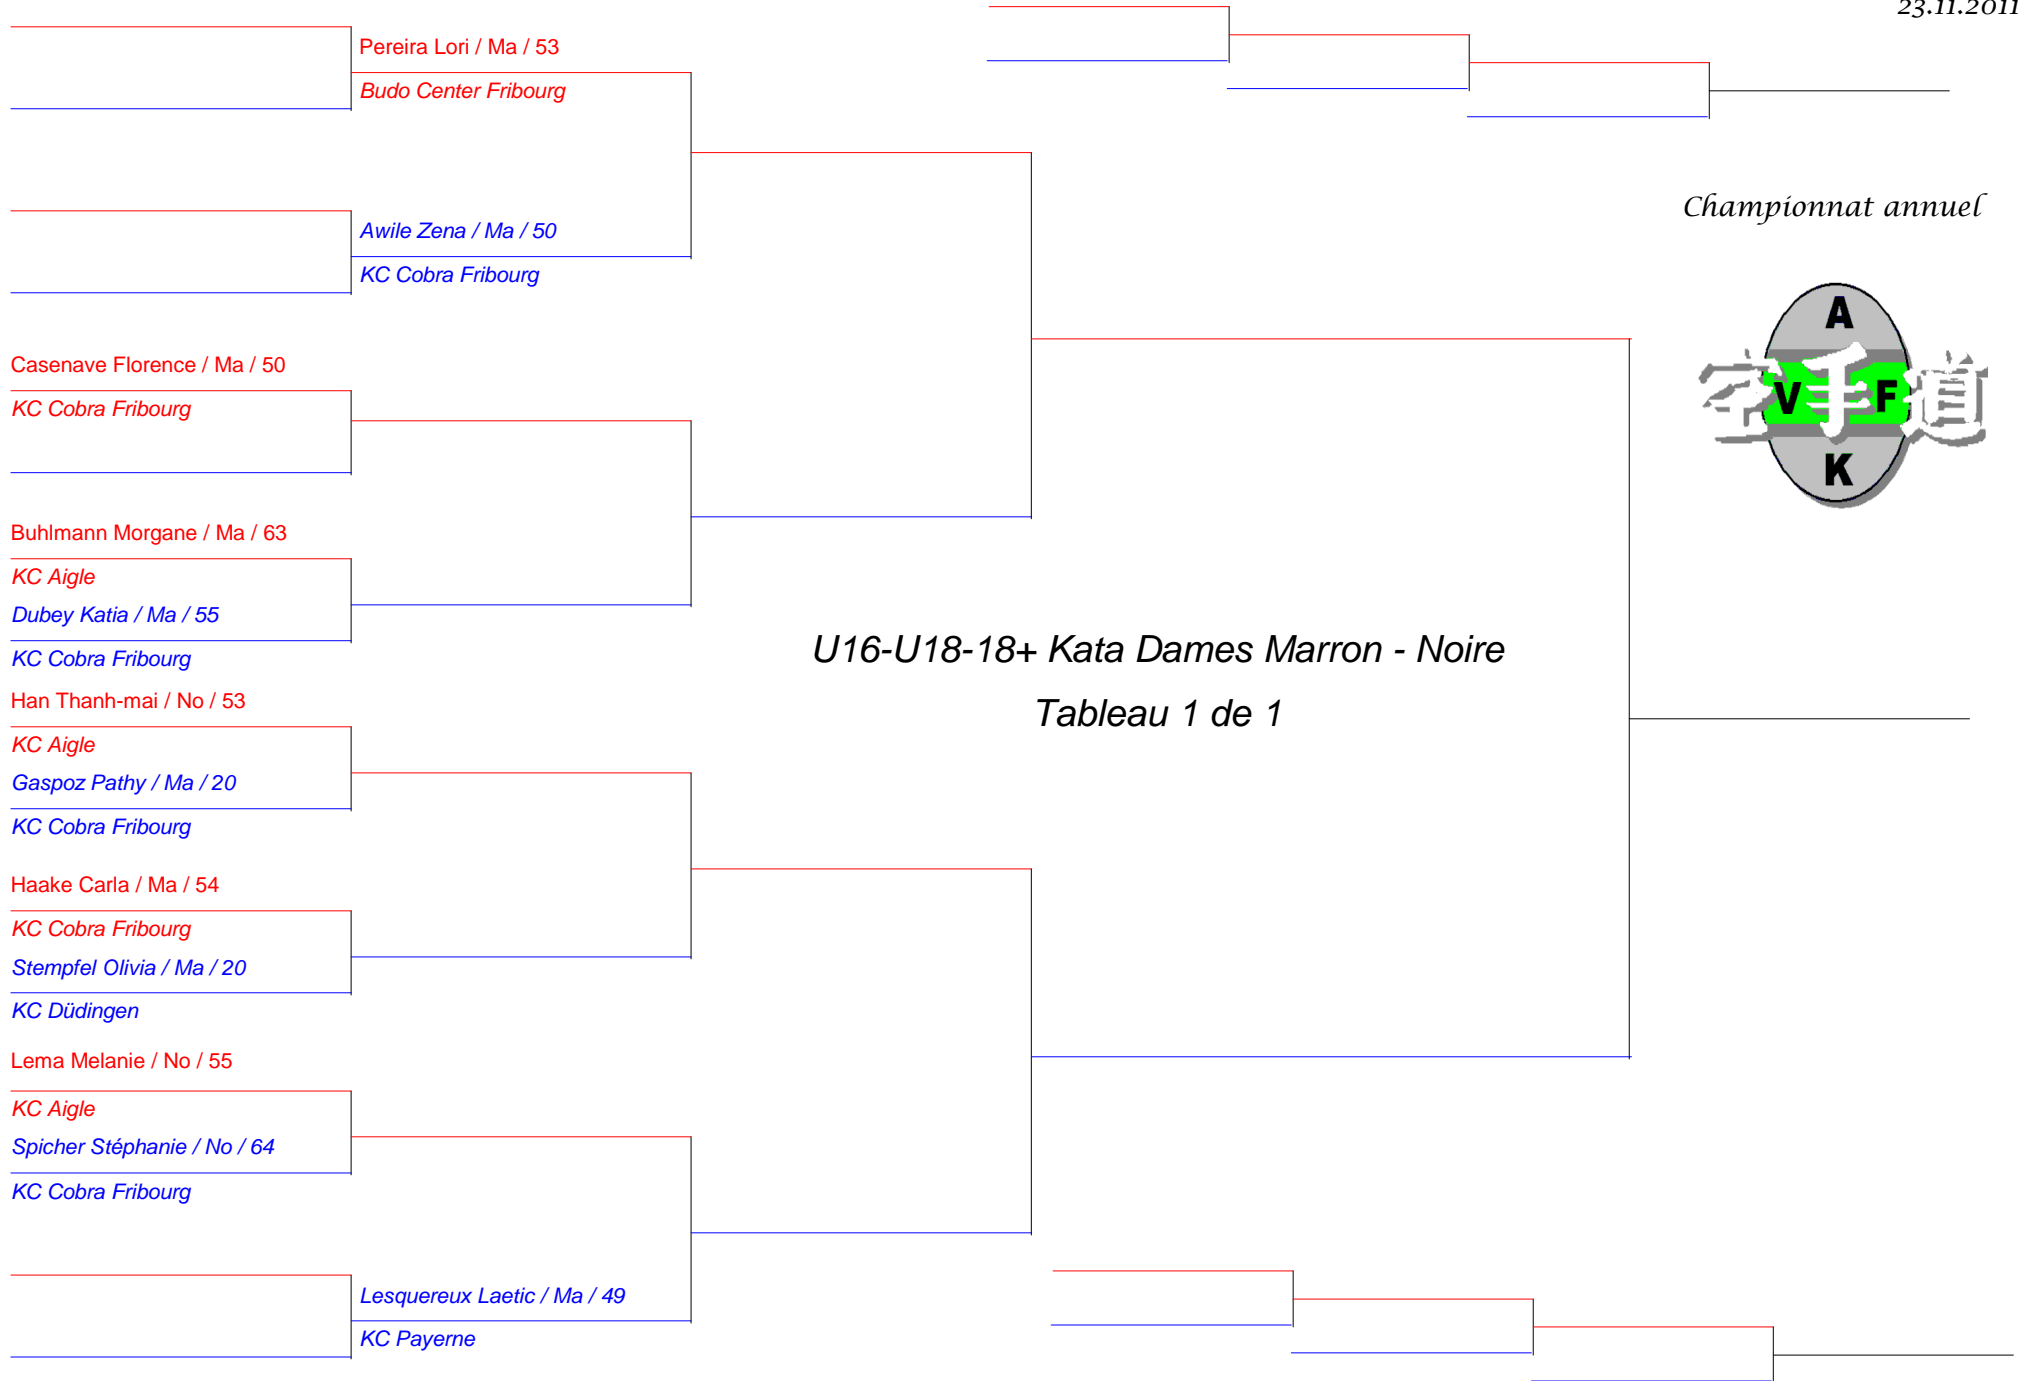 23.11.2011
Pereira Lori / Ma / 53
Budo Center Fribourg
Championnat annuel
Awile Zena / Ma / 50
KC Cobra Fribourg
A
空手道
V F
K
Casenave Florence / Ma / 50
KC Cobra Fribourg
Buhlmann Morgane / Ma / 63
KC Aigle
Dubey Katia / Ma / 55
KC Cobra Fribourg
U16-U18-18+ Kata Dames Marron - Noire
Tableau 1 de 1
Han Thanh-mai / No / 53
KC Aigle
Gaspoz Pathy / Ma / 20
KC Cobra Fribourg
Haake Carla / Ma / 54
KC Cobra Fribourg
Stempfel Olivia / Ma / 20
KC Düdingen
Lema Melanie / No / 55
KC Aigle
Spicher Stéphanie / No / 64
KC Cobra Fribourg
Lesquereux Laetic / Ma / 49
KC Payerne